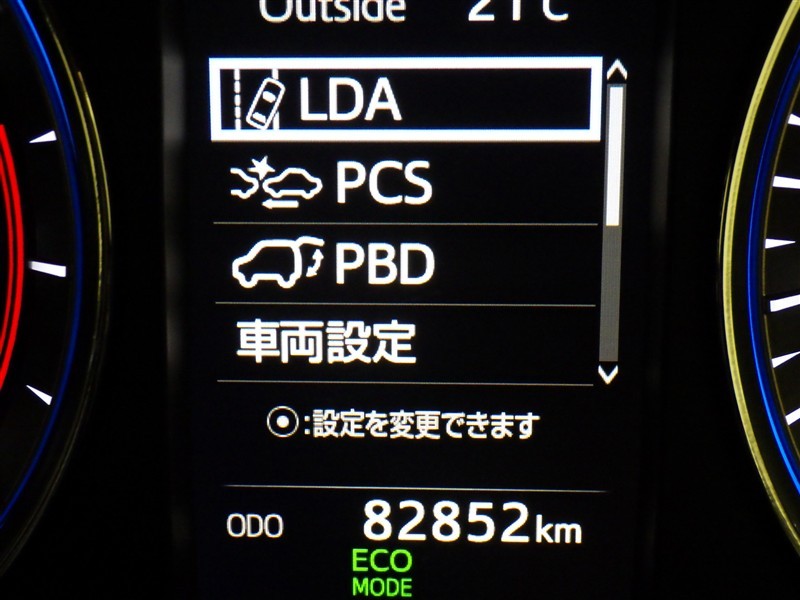 Outside 21℃
LDA
PCS
PBD
車両設定
⦿:設定を変更できます
ODO 82852km
ECO
MODE